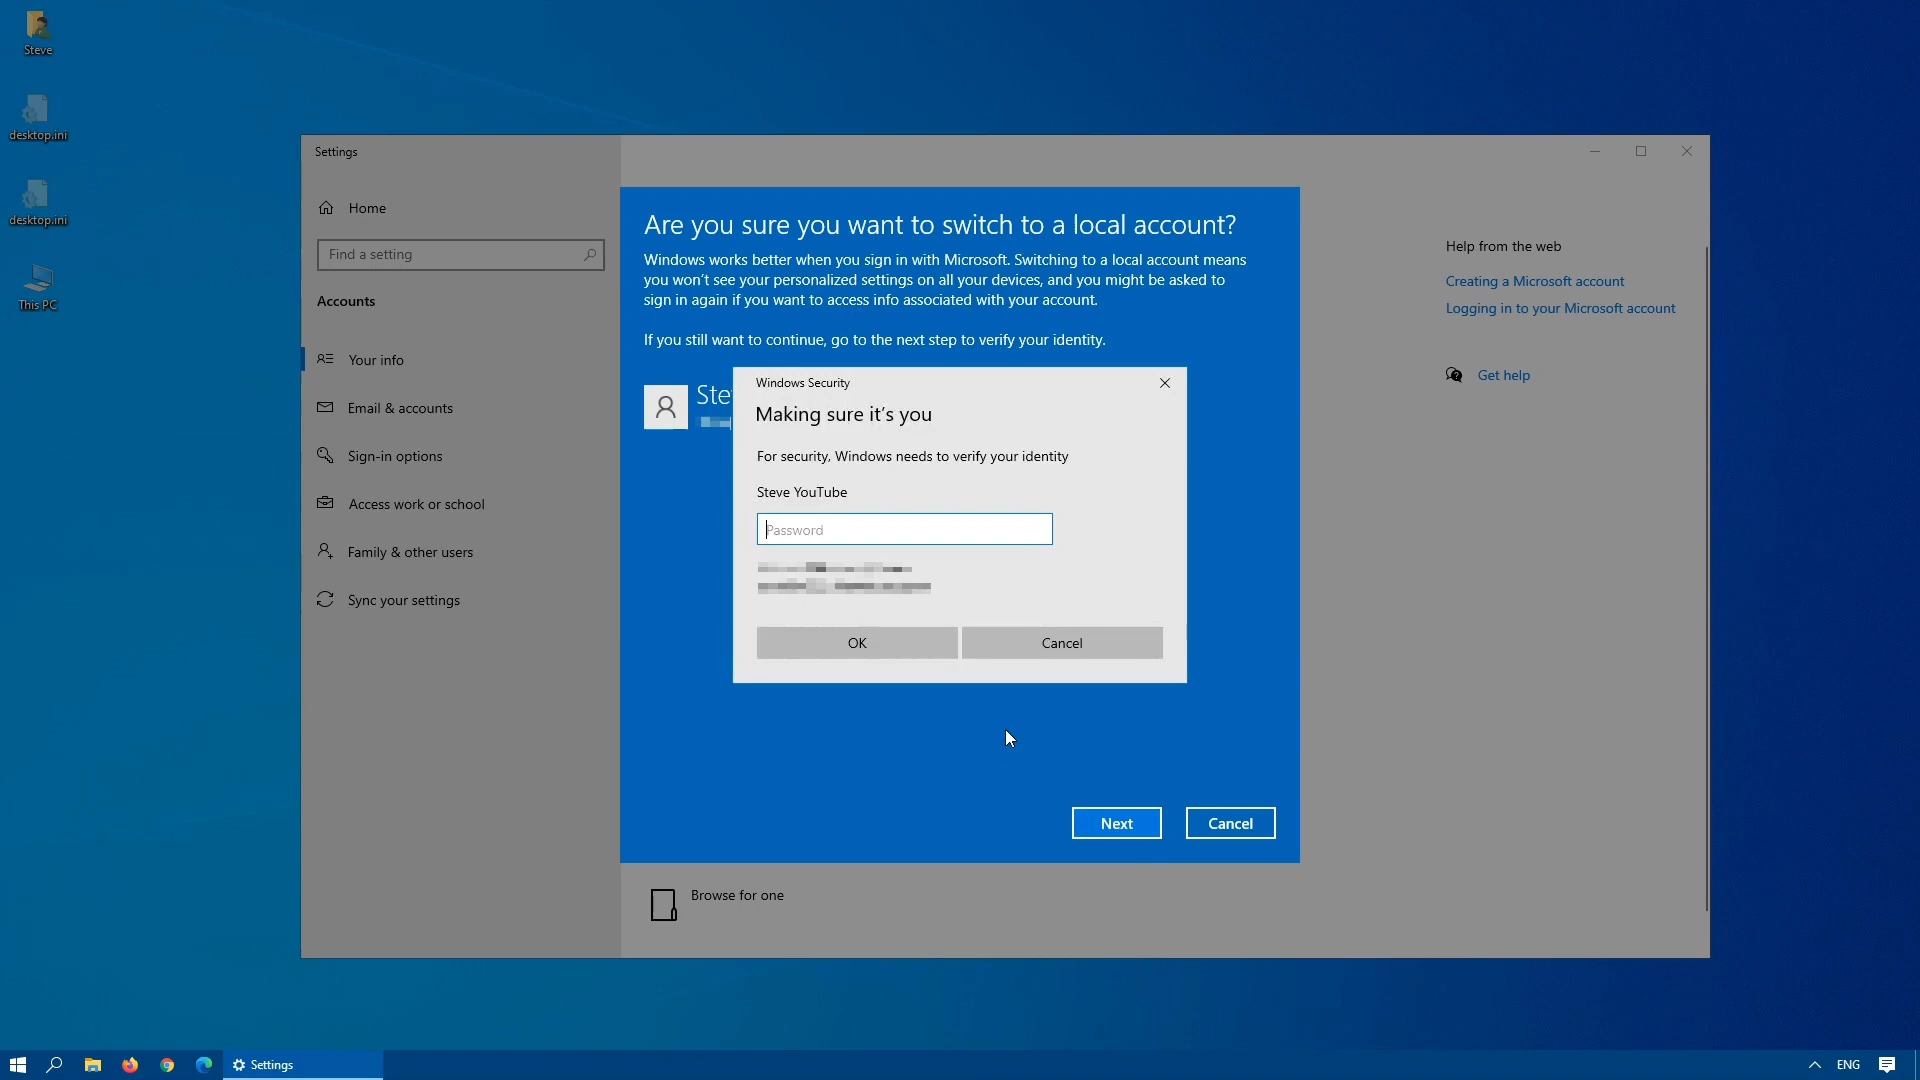 Steve
desktop.ini
desktop.ini
This PC
Settings
Home
Find a setting
Accounts
Your info
Email & accounts
Sign-in options
Access work or school
Family & other users
Sync your settings
Are you sure you want to switch to a local account?
Windows works better when you sign in with Microsoft. Switching to a local account means
you won't see your personalized settings on all your devices, and you might be asked to
sign in again if you want to access info associated with your account.
If you still want to continue, go to the next step to verify your identity.
Ste
Windows Security
Making sure it's you
For security, Windows needs to verify your identity
Steve YouTube
Password
OK
Cancel
Next
Cancel
Browse for one
Help from the web
Creating a Microsoft account
Logging in to your Microsoft account
Get help
Settings
ENG